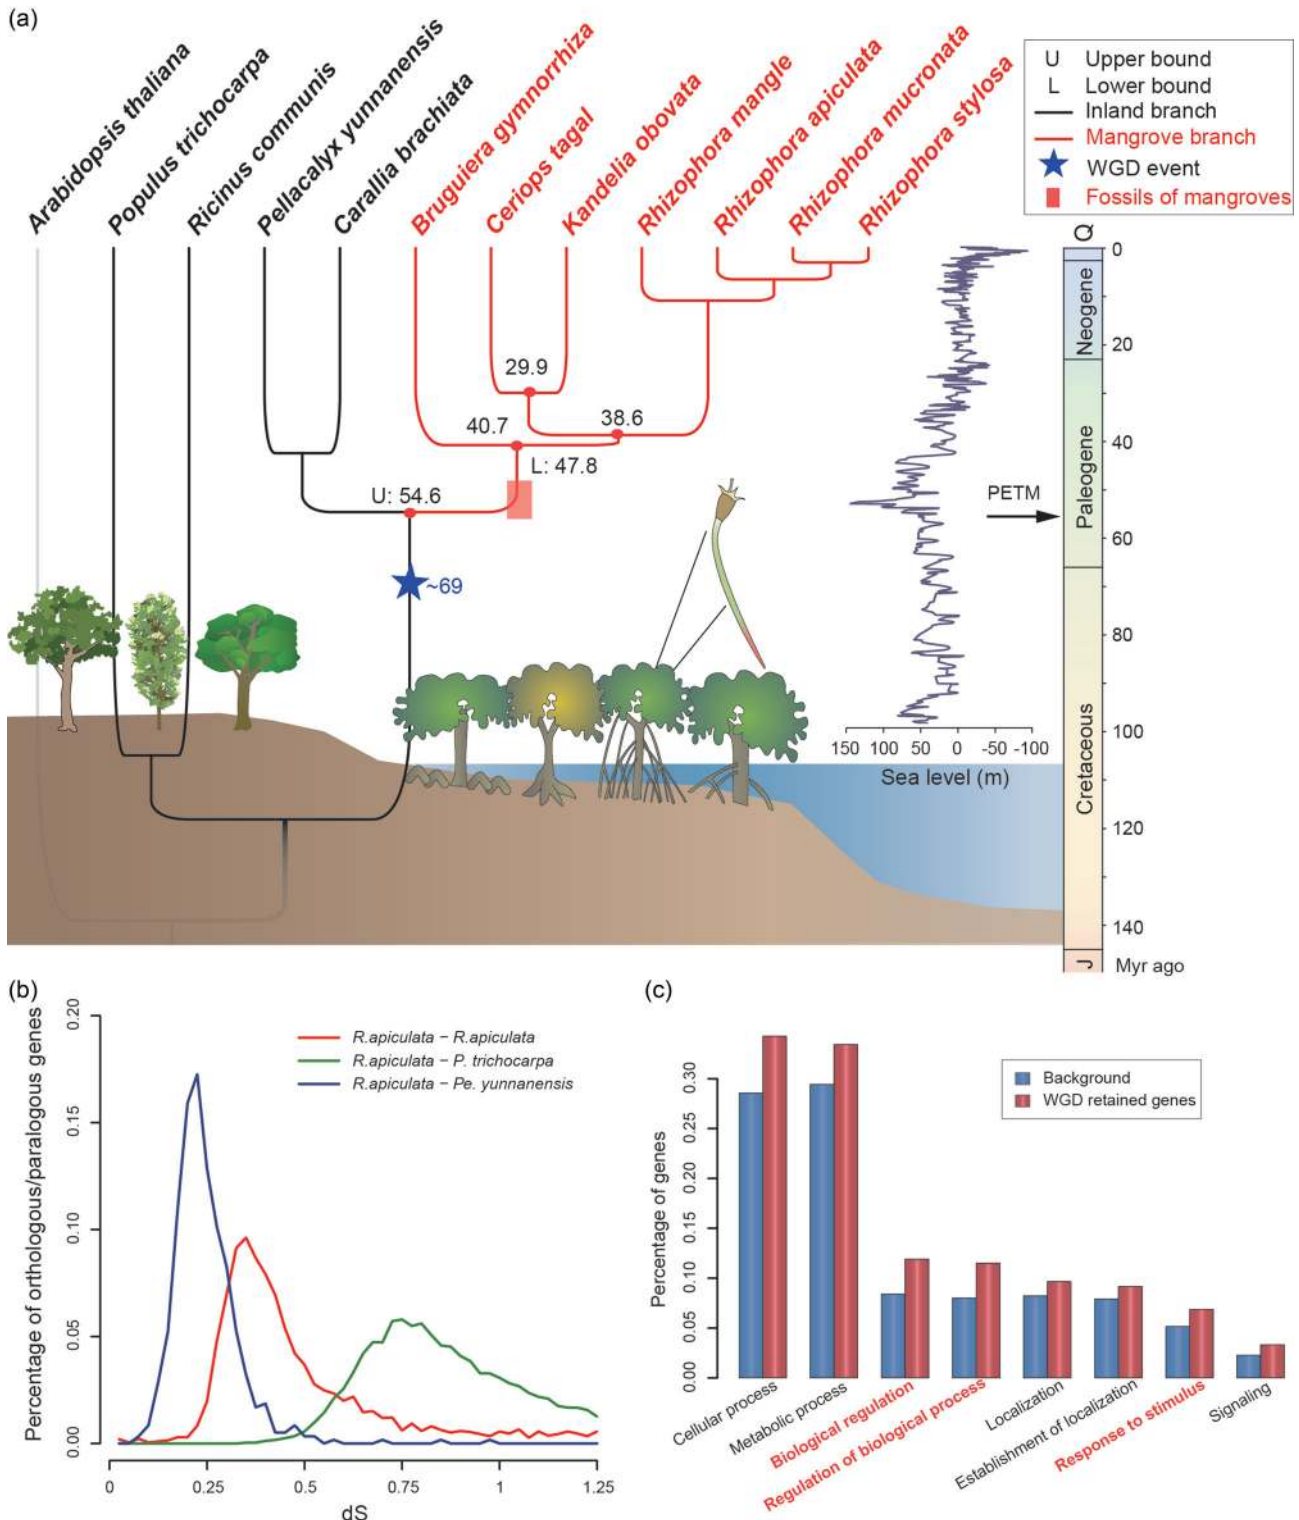 (a)
Arabidopsis thaliana
Populus trichocarpa
Ricinus communis
Pellacalyx yunnanensis
Carallia brachiata
Bruguiera gymnorrhiza
Ceriops tagal
Kandelia obovata
Rhizophora mangle
Rhizophora apiculata
Rhizophora mucronata
Rhizophora stylosa
U Upper bound
L Lower bound
Inland branch
Mangrove branch
WGD event
Fossils of mangroves
29.9
40.7
38.6
L: 47.8
U: 54.6
~69
PETM
150 100 50 0 -50 -100
Sea level (m)
Q
Neogene
Paleogene
Cretaceous
J
0
20
40
60
80
100
120
140
Myr ago
(b)
Percentage of orthologous/paralogous genes
0.20
0.15
0.10
0.05
0.00
R.apiculata − R.apiculata
R.apiculata − P. trichocarpa
R.apiculata − Pe. yunnanensis
0 0.25 0.50 0.75 1 1.25
dS
(c)
Percentage of genes
0.30
0.25
0.20
0.15
0.10
0.05
0.00
Background
WGD retained genes
Cellular process
Metabolic process
Biological regulation
Regulation of biological process
Localization
Establishment of localization
Response to stimulus
Signaling